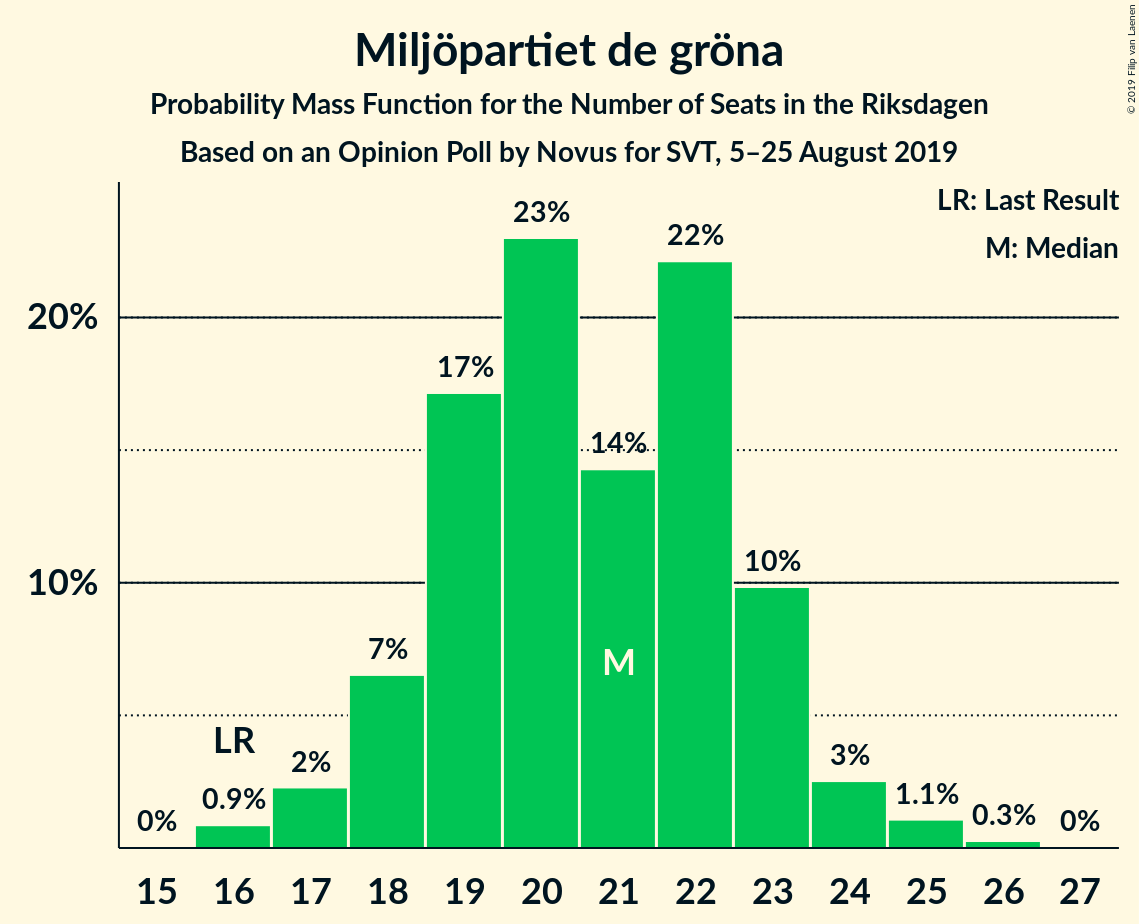 Miljöpartiet de gröna
Probability Mass Function for the Number of Seats in the Riksdagen
Based on an Opinion Poll by Novus for SVT, 5–25 August 2019
© 2019 Filip van Laenen
LR: Last Result
M: Median
20%
10%
0%
0.9%
2%
7%
17%
23%
14%
22%
10%
3%
1.1%
0.3%
0%
LR
M
15 16 17 18 19 20 21 22 23 24 25 26 27